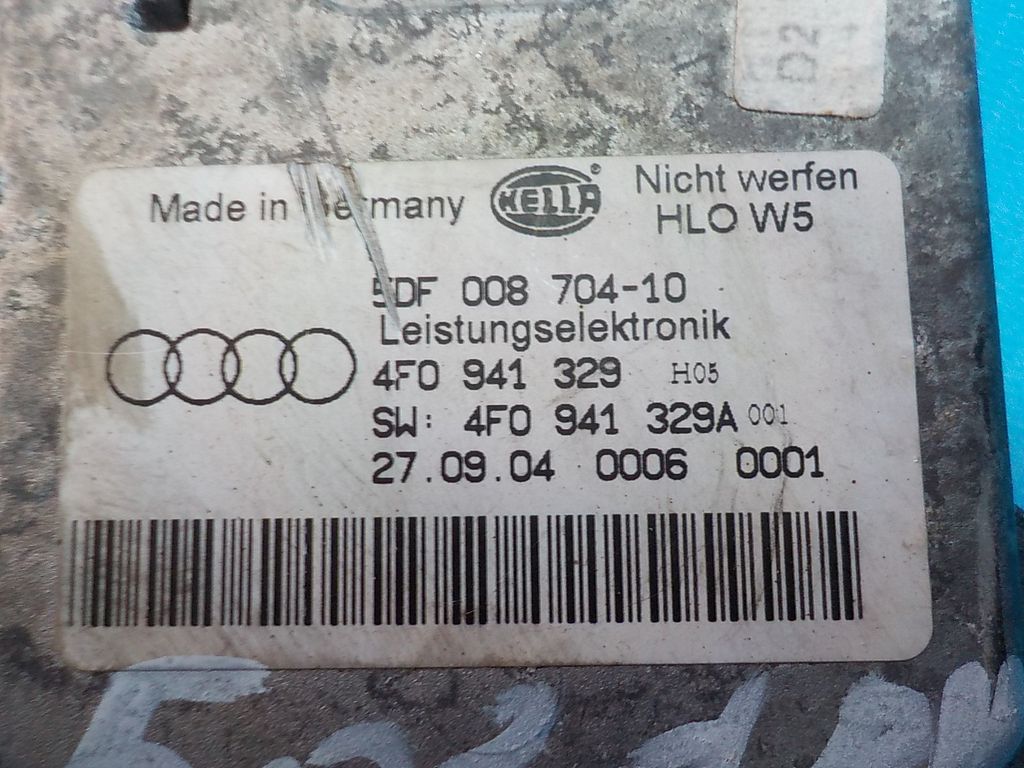 D2
Made in Germany
HELLA
Nicht werfen
HLO W5
5DF 008 704-10
Leistungselektronik
4F0 941 329 H05
SW: 4F0 941 329A 001
27.09.04 0006 0001